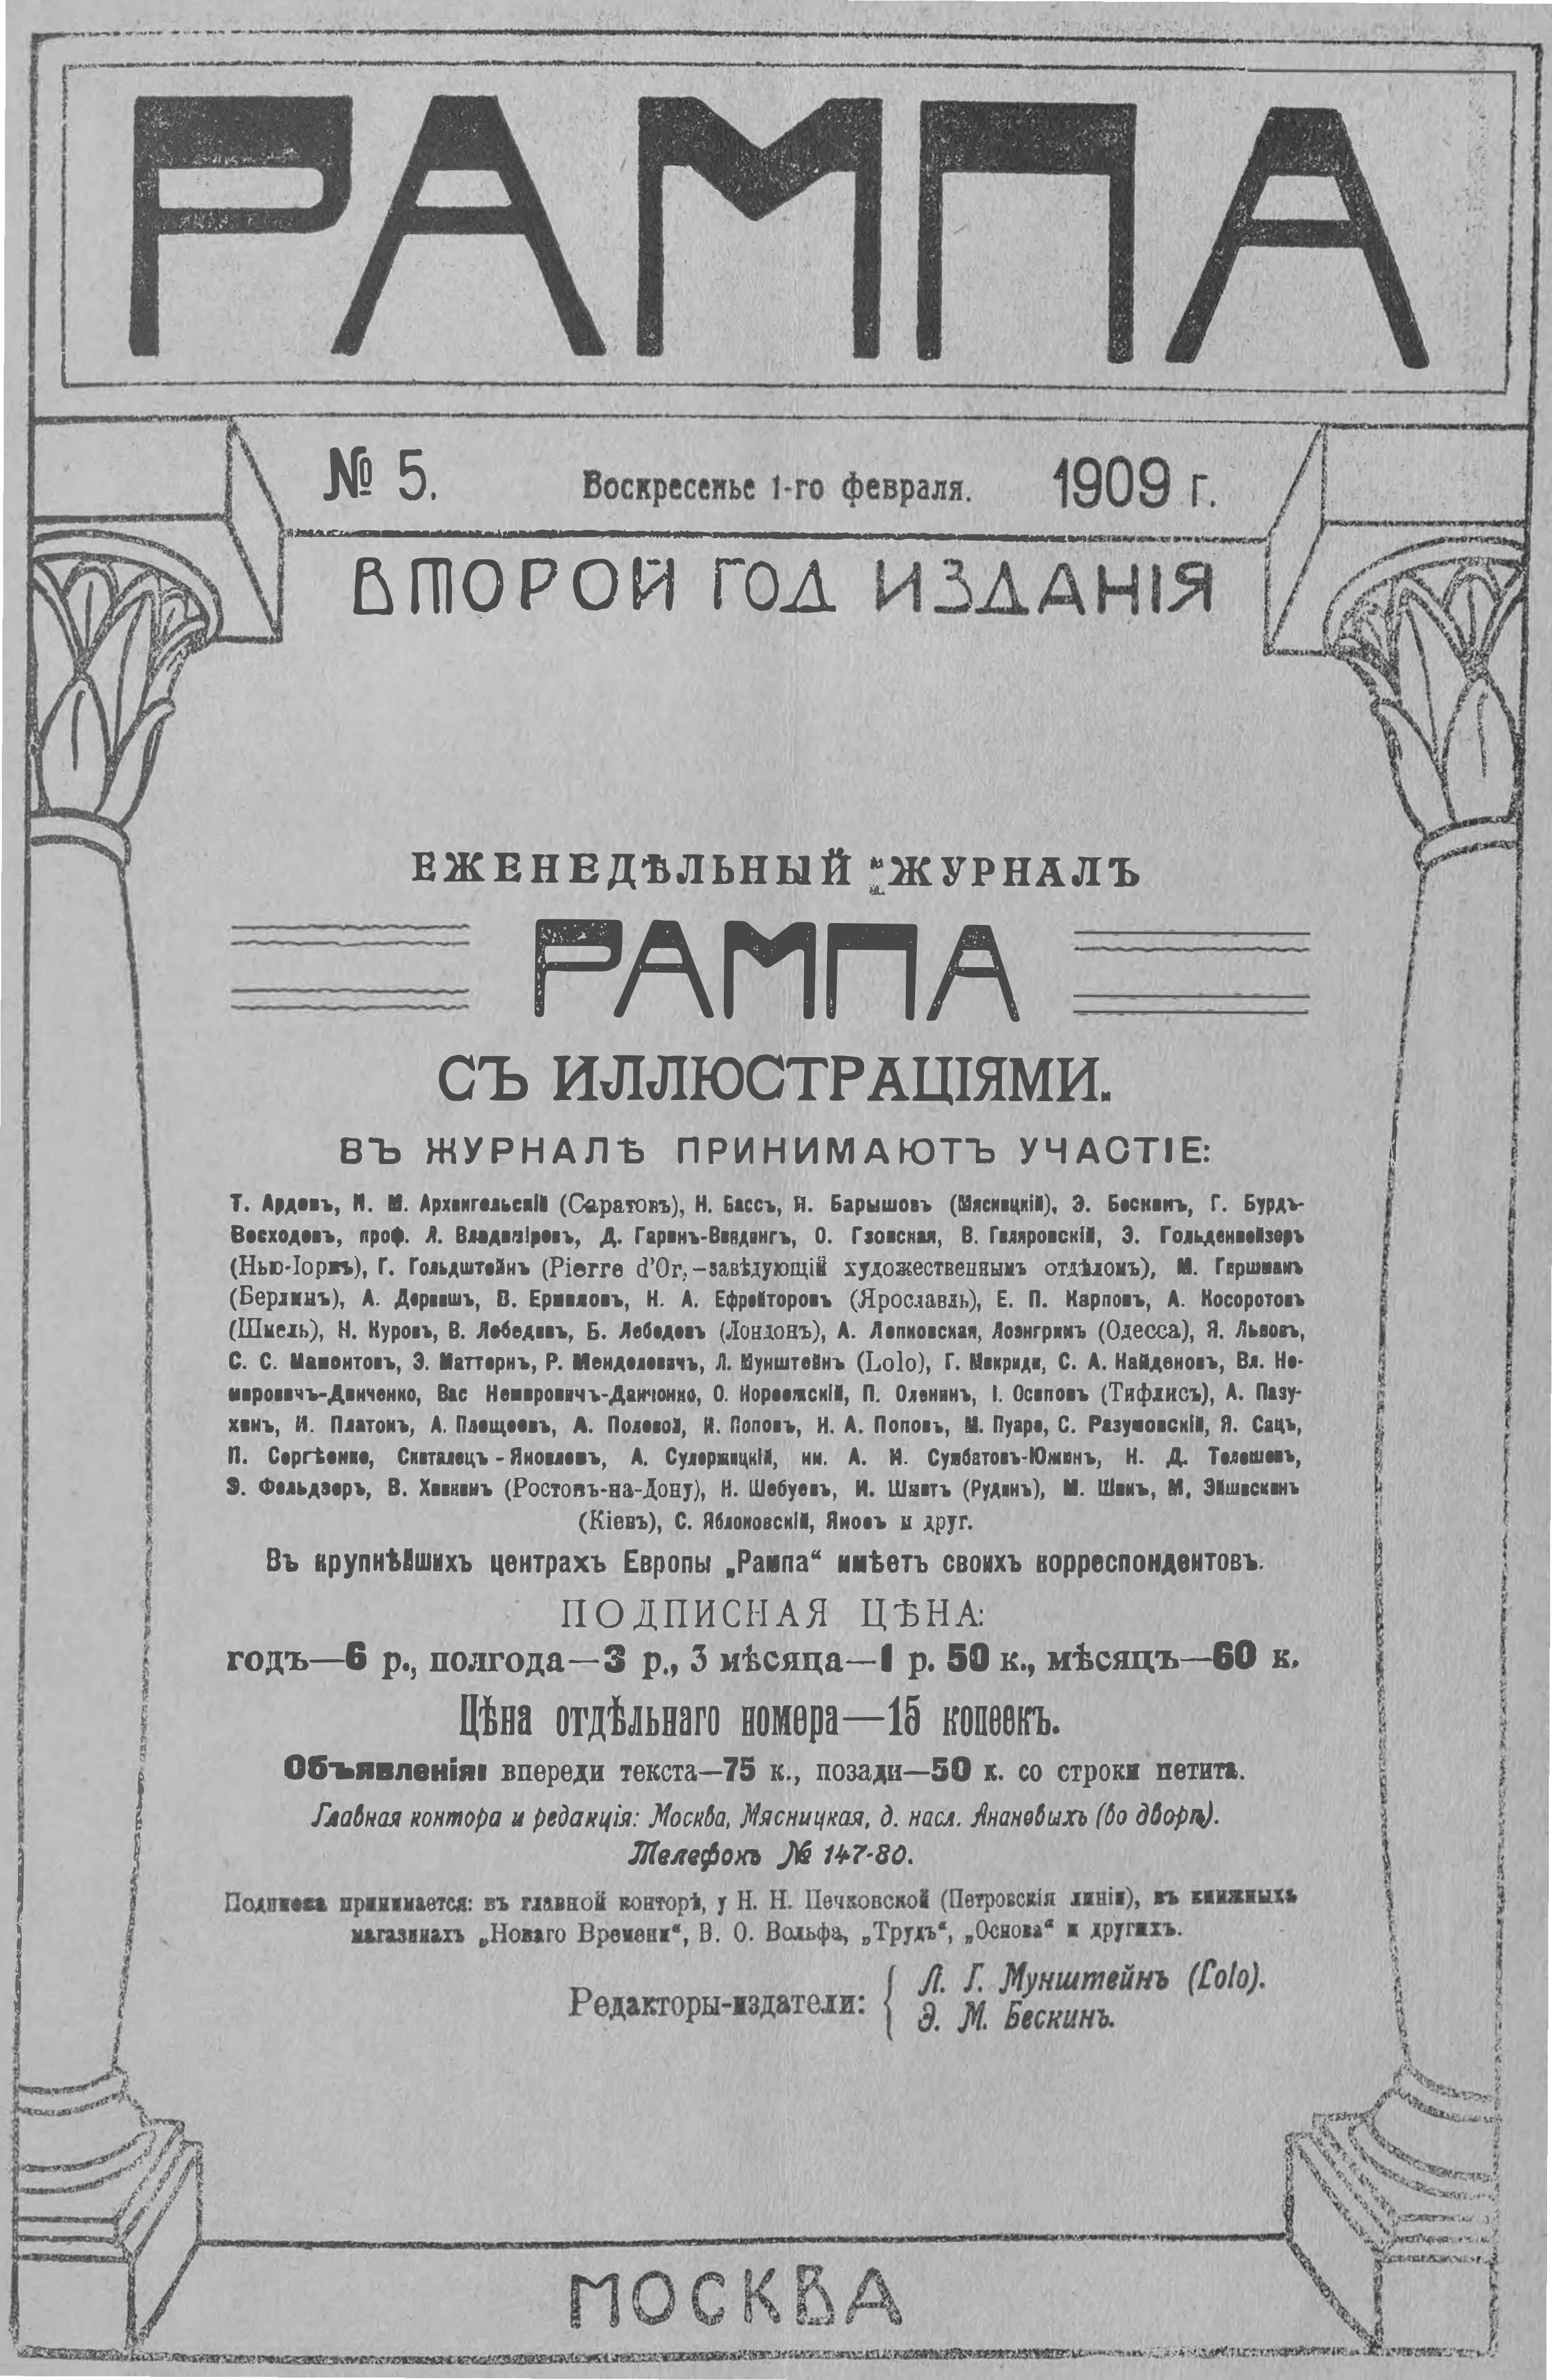 РАМПА
№ 5. Воскресенье 1-го февраля. 1909 г.
ВТОРОЙ ГОД ИЗДАНІЯ
ЕЖЕНЕДѢЛЬНЫЙ ЖУРНАЛЪ
РАМПА
СЪ ИЛЛЮСТРАЦІЯМИ.
ВЪ ЖУРНАЛѢ ПРИНИМАЮТЪ УЧАСТІЕ:
Т. Ардовъ, И. М. Архангельскій (Саратовъ), Н. Бассъ, Н. Барышовъ (Мясницкій), Э. Бескинъ, Г. Бурдъ-
Восходовъ, проф. Л. Владиміровъ, Д. Гаринъ-Виндингъ, О. Гзовская, В. Гиляровскій, Э. Гольденвейзеръ
(Нью-Іоркъ), Г. Гольдштейнъ (Pierre d’Or,-завѣдующій художественнымъ отдѣломъ), М. Гиршманъ
(Берлинъ), А. Дермашъ, В. Ермиловъ, Н. А. Ефрейторовъ (Ярославль), Е. П. Карповъ, А. Косоротовъ
(Шмель), Н. Куровъ, В. Лебедевъ, Б. Лебедевъ (Лондонъ), А. Лепковская, Лоэнгринъ (Одесса), Я. Львовъ,
С. С. Мамонтовъ, Э. Маттернъ, Р. Менделевичъ, Л. Мунштейнъ (Lolo), Г. Макриди, С. А. Найденовъ, Вл. Не-
мировичъ-Данченко, Вас Немировичъ-Данченко, О. Норвежскій, П. Оленинъ, І. Осиповъ (Тифлисъ), А. Пазу-
хинъ, И. Платонъ, А. Плещеевъ, А. Полевой, Н. Поповъ, Н. А. Поповъ, М. Пуаре, С. Разумовскій, Я. Сацъ,
П. Сергѣенко, Скиталецъ - Яковлевъ, А. Сулержицкій, кн. А. И. Сумбатовъ-Южинъ, Н. Д. Телешевъ,
Э. Фельдзеръ, В. Хавкинъ (Ростовъ-на-Дону), Н. Шебуевъ, И. Шмитъ (Рудинъ), М. Шикъ, М. Эйшискинъ
(Кіевъ), С. Яблоновскій, Яновъ и друг.
Въ крупнѣйшихъ центрахъ Европы „Рампа“ имѣетъ своихъ корреспондентовъ.
ПОДПИСНАЯ ЦѢНА:
годъ—6 р., полгода—3 р., 3 мѣсяца—1 р. 50 к., мѣсяцъ—60 к.
Цѣна отдѣльнаго номера—15 копеекъ.
Объявленія: впереди текста—75 к., позади—50 к. со строки петита.
Главная контора и редакція: Москва, Мясницкая, д. насл. Анановыхъ (во дворѣ).
Телефонъ № 147-80.
Подписка принимается: въ главной конторѣ, у Н. Н. Печковской (Петровскія линіи), въ книжныхъ
магазинахъ „Новаго Времени“, В. О. Вольфа, „Трудъ“, „Основа“ и другихъ.
Редакторы-издатели: { Л. Г. Мунштейнъ (Lolo).
Э. М. Бескинъ.
МОСКВА